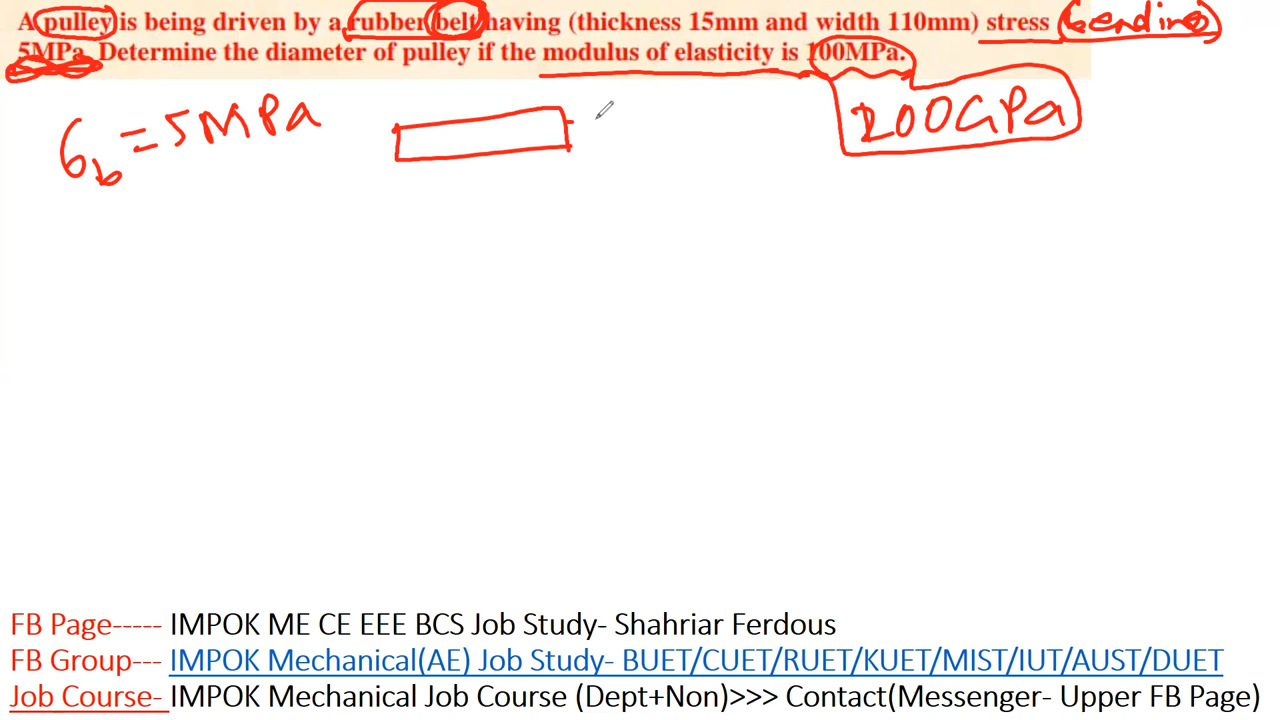 A pulley is being driven by a rubber belt having (thickness 15mm and width 110mm) stress bending
5MPa. Determine the diameter of pulley if the modulus of elasticity is 100MPa.
200GPa
6b = 5MPa
FB Page----- IMPOK ME CE EEE BCS Job Study- Shahriar Ferdous
FB Group--- IMPOK Mechanical(AE) Job Study- BUET/CUET/RUET/KUET/MIST/IUT/AUST/DUET
Job Course- IMPOK Mechanical Job Course (Dept+Non)>>> Contact(Messenger- Upper FB Page)